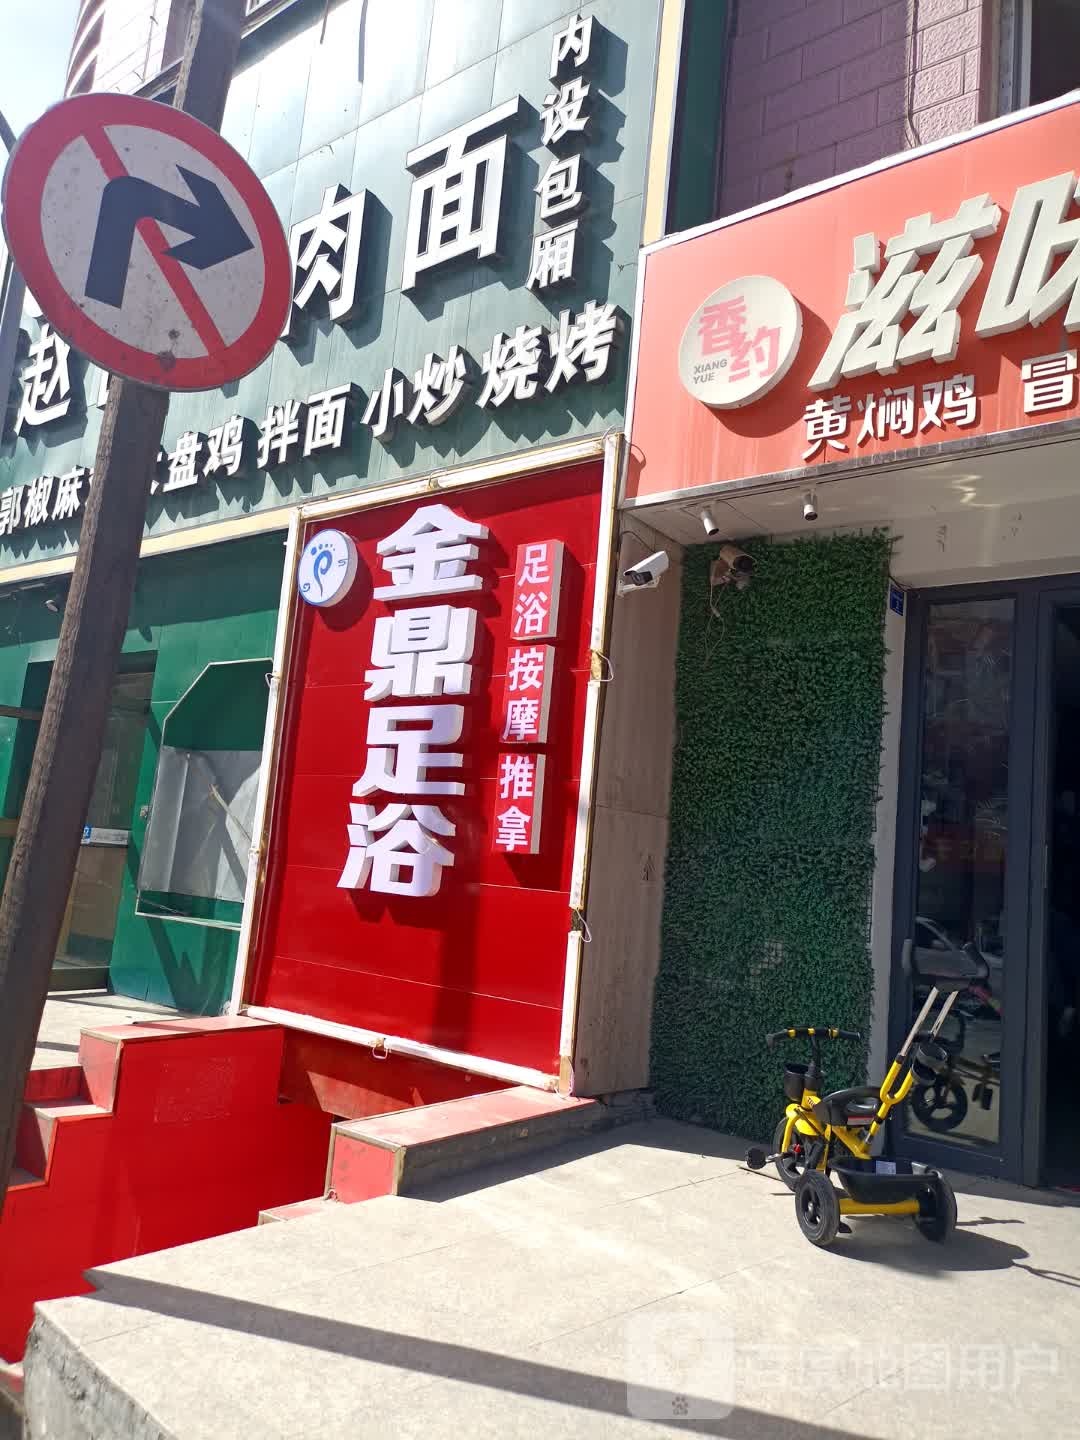 赵
肉面
内设包厢
郭椒麻
盘鸡 拌面 小炒 烧烤
香约
XIANG
YUE
滋味
黄焖鸡 冒
金鼎足浴
足浴
按摩
推拿
百度地图用户